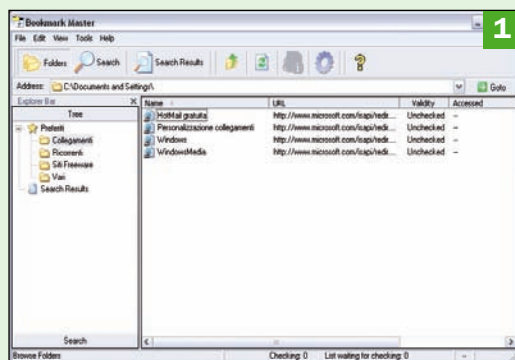 Bookmark Master
1
File Edit View Tools Help
Folders Search Search Results
Address: C:\Documents and Settings\ Goto
Explorer Bar X Name URL Validity Accessed
Tree
HotMail gratuita http://www.microsoft.com/isapi/redir... Unchecked -
Preferiti
Personalizzazione collegamenti http://www.microsoft.com/isapi/redir... Unchecked -
Collegamenti
Windows http://www.microsoft.com/isapi/redir... Unchecked -
Ricorrenti
WindowsMedia http://www.microsoft.com/isapi/redir... Unchecked -
Siti Freeware
Vari
Search Results
Search
Browse Folders Checking: 0 List waiting for checking: 0 -